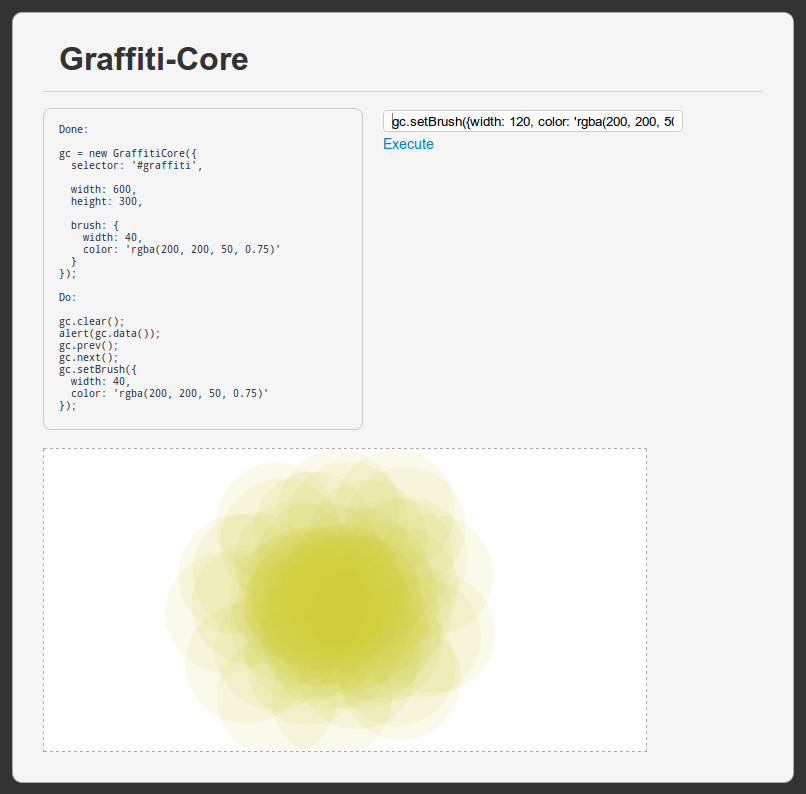 Graffiti-Core
Done:
gc = new GraffitiCore({
  selector: '#graffiti',
  width: 600,
  height: 300,
  brush: {
    width: 40,
    color: 'rgba(200, 200, 50, 0.75)'
  }
});
Do:
gc.clear();
alert(gc.data());
gc.prev();
gc.next();
gc.setBrush({
  width: 40,
  color: 'rgba(200, 200, 50, 0.75)'
});
gc.setBrush({width: 120, color: 'rgba(200, 200, 50
Execute